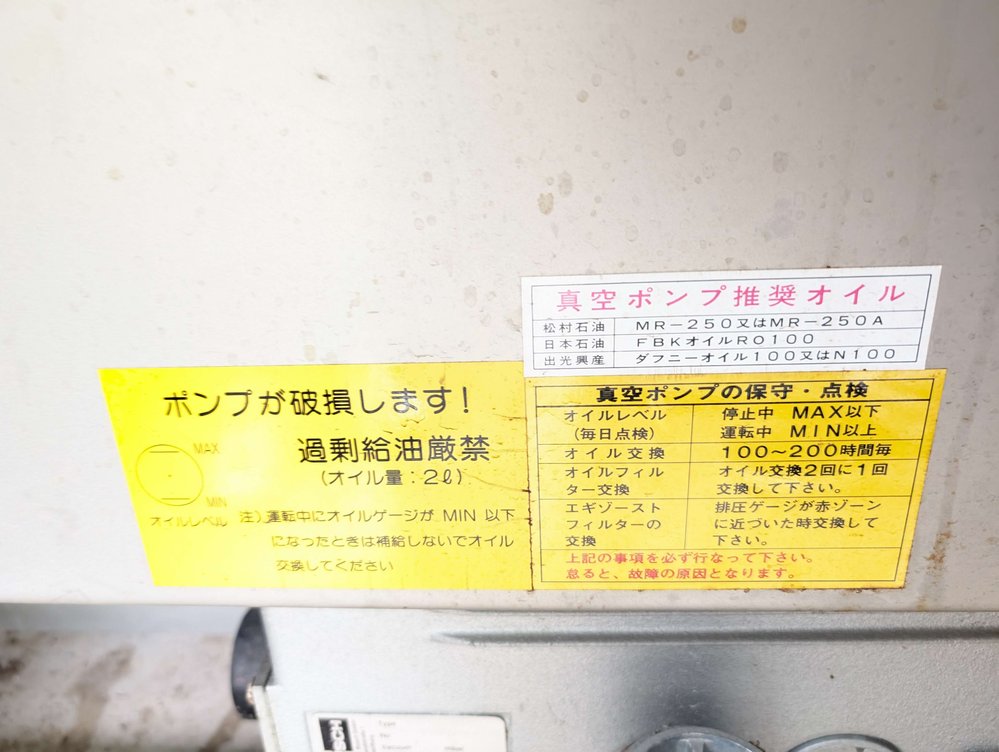 真空ポンプ推奨オイル
松村石油 MR-250又はMR-250A
日本石油 FBKオイルRO100
出光興産 ダフニーオイル100又はN100
ポンプが破損します!
過剰給油厳禁
(オイル量:2ℓ)
MAX
MIN
オイルレベル
注)運転中にオイルゲージが MIN 以下
になったときは補給しないでオイル
交換してください
真空ポンプの保守・点検
オイルレベル 停止中 MAX以下
(毎日点検) 運転中 MIN以上
オイル交換 100～200時間毎
オイルフィル オイル交換2回に1回
ター交換 交換して下さい。
エギゾースト 排圧ゲージが赤ゾーン
フィルターの に近づいた時交換して
交換 下さい。
上記の事項を必ず行なって下さい。
怠ると、故障の原因となります。
Type